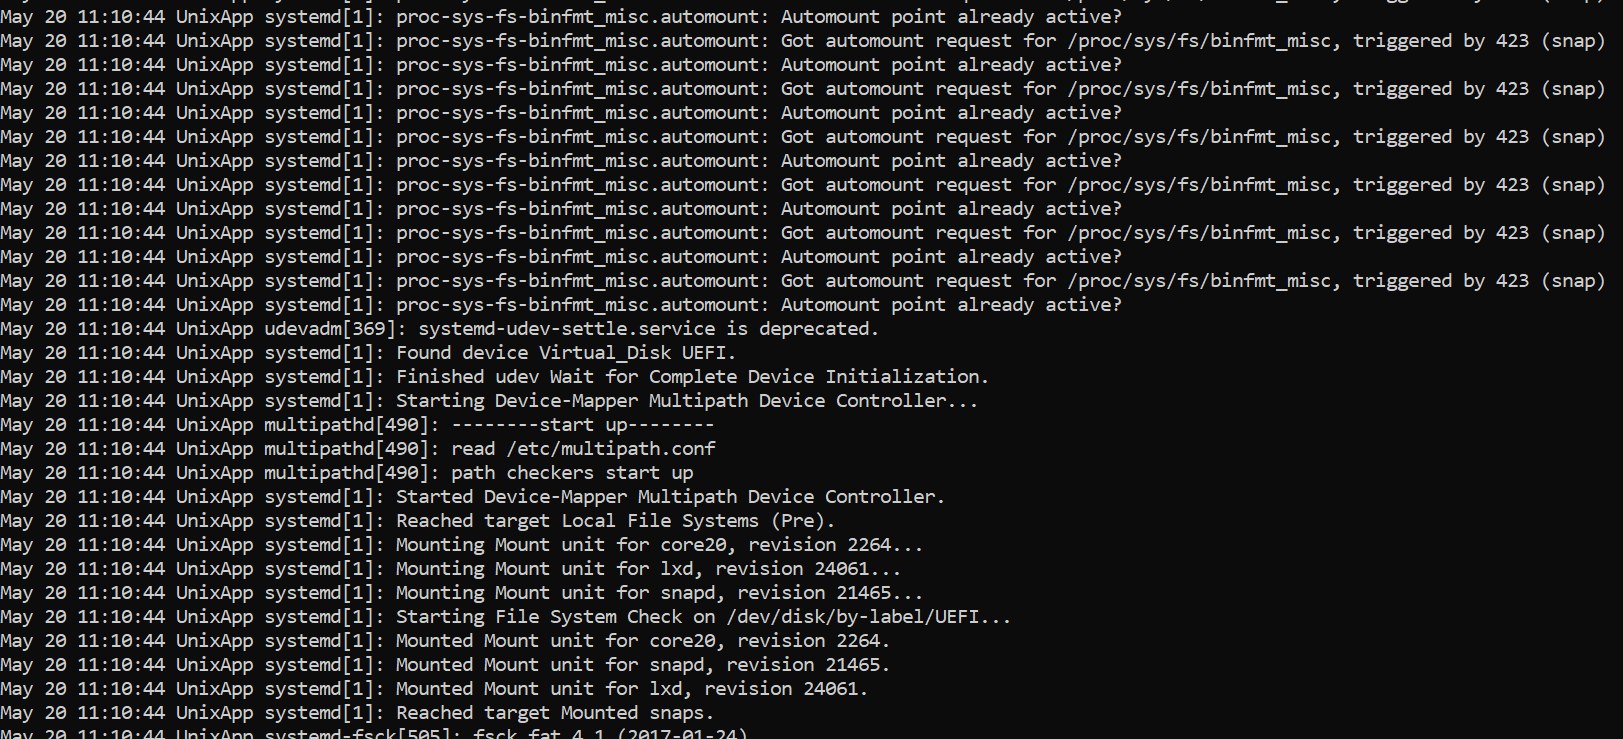 May 20 11:10:44 UnixApp systemd[1]: proc-sys-fs-binfmt_misc.automount: Automount point already active?
May 20 11:10:44 UnixApp systemd[1]: proc-sys-fs-binfmt_misc.automount: Got automount request for /proc/sys/fs/binfmt_misc, triggered by 423 (snap)
May 20 11:10:44 UnixApp systemd[1]: proc-sys-fs-binfmt_misc.automount: Automount point already active?
May 20 11:10:44 UnixApp systemd[1]: proc-sys-fs-binfmt_misc.automount: Got automount request for /proc/sys/fs/binfmt_misc, triggered by 423 (snap)
May 20 11:10:44 UnixApp systemd[1]: proc-sys-fs-binfmt_misc.automount: Automount point already active?
May 20 11:10:44 UnixApp systemd[1]: proc-sys-fs-binfmt_misc.automount: Got automount request for /proc/sys/fs/binfmt_misc, triggered by 423 (snap)
May 20 11:10:44 UnixApp systemd[1]: proc-sys-fs-binfmt_misc.automount: Automount point already active?
May 20 11:10:44 UnixApp systemd[1]: proc-sys-fs-binfmt_misc.automount: Got automount request for /proc/sys/fs/binfmt_misc, triggered by 423 (snap)
May 20 11:10:44 UnixApp systemd[1]: proc-sys-fs-binfmt_misc.automount: Automount point already active?
May 20 11:10:44 UnixApp systemd[1]: proc-sys-fs-binfmt_misc.automount: Got automount request for /proc/sys/fs/binfmt_misc, triggered by 423 (snap)
May 20 11:10:44 UnixApp systemd[1]: proc-sys-fs-binfmt_misc.automount: Automount point already active?
May 20 11:10:44 UnixApp systemd[1]: proc-sys-fs-binfmt_misc.automount: Got automount request for /proc/sys/fs/binfmt_misc, triggered by 423 (snap)
May 20 11:10:44 UnixApp systemd[1]: proc-sys-fs-binfmt_misc.automount: Automount point already active?
May 20 11:10:44 UnixApp udevadm[369]: systemd-udev-settle.service is deprecated.
May 20 11:10:44 UnixApp systemd[1]: Found device Virtual_Disk UEFI.
May 20 11:10:44 UnixApp systemd[1]: Finished udev Wait for Complete Device Initialization.
May 20 11:10:44 UnixApp systemd[1]: Starting Device-Mapper Multipath Device Controller...
May 20 11:10:44 UnixApp multipathd[490]: --------start up--------
May 20 11:10:44 UnixApp multipathd[490]: read /etc/multipath.conf
May 20 11:10:44 UnixApp multipathd[490]: path checkers start up
May 20 11:10:44 UnixApp systemd[1]: Started Device-Mapper Multipath Device Controller.
May 20 11:10:44 UnixApp systemd[1]: Reached target Local File Systems (Pre).
May 20 11:10:44 UnixApp systemd[1]: Mounting Mount unit for core20, revision 2264...
May 20 11:10:44 UnixApp systemd[1]: Mounting Mount unit for lxd, revision 24061...
May 20 11:10:44 UnixApp systemd[1]: Mounting Mount unit for snapd, revision 21465...
May 20 11:10:44 UnixApp systemd[1]: Starting File System Check on /dev/disk/by-label/UEFI...
May 20 11:10:44 UnixApp systemd[1]: Mounted Mount unit for core20, revision 2264.
May 20 11:10:44 UnixApp systemd[1]: Mounted Mount unit for snapd, revision 21465.
May 20 11:10:44 UnixApp systemd[1]: Mounted Mount unit for lxd, revision 24061.
May 20 11:10:44 UnixApp systemd[1]: Reached target Mounted snaps.
May 20 11:10:44 UnixApp systemd-fsck[505]: fsck.fat 4.1 (2017-01-24)